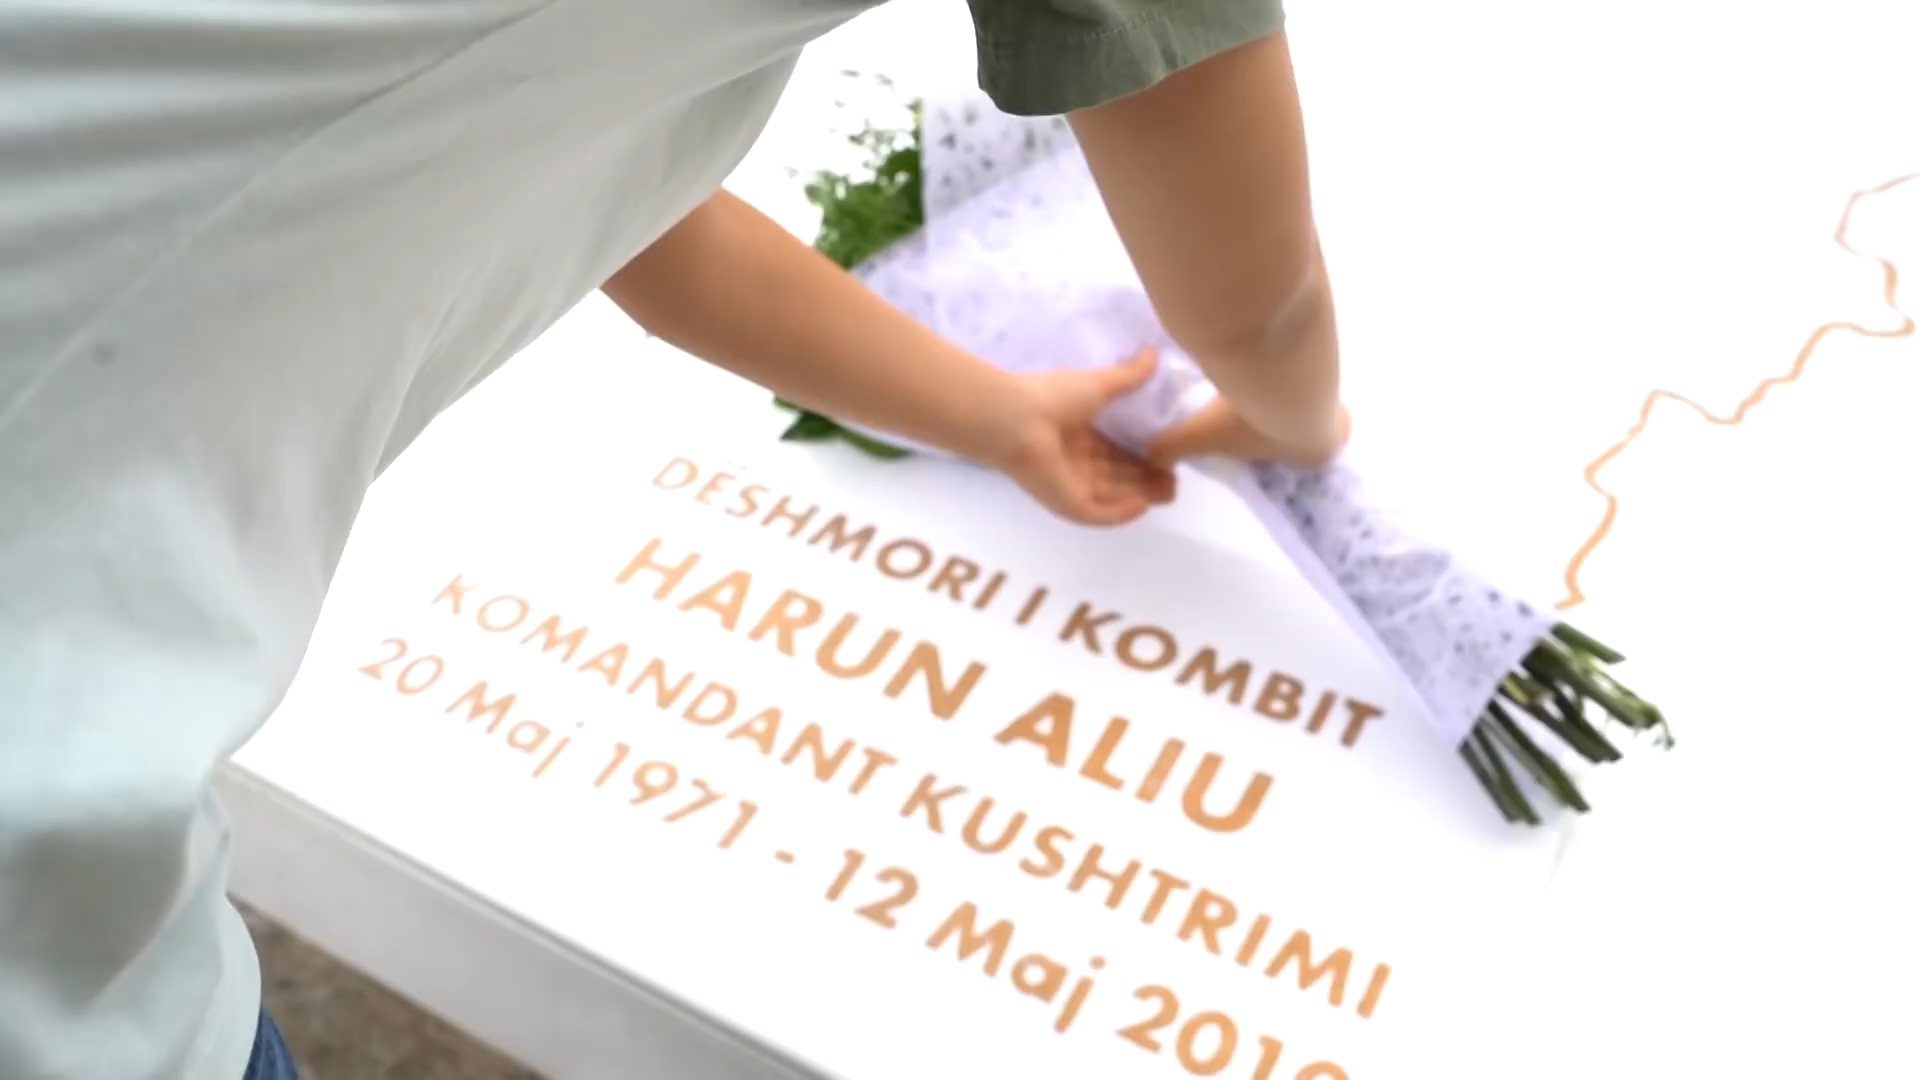 DËSHMORI I KOMBIT
HARUN ALIU
KOMANDANT KUSHTRIMI
20 Maj 1971 - 12 Maj